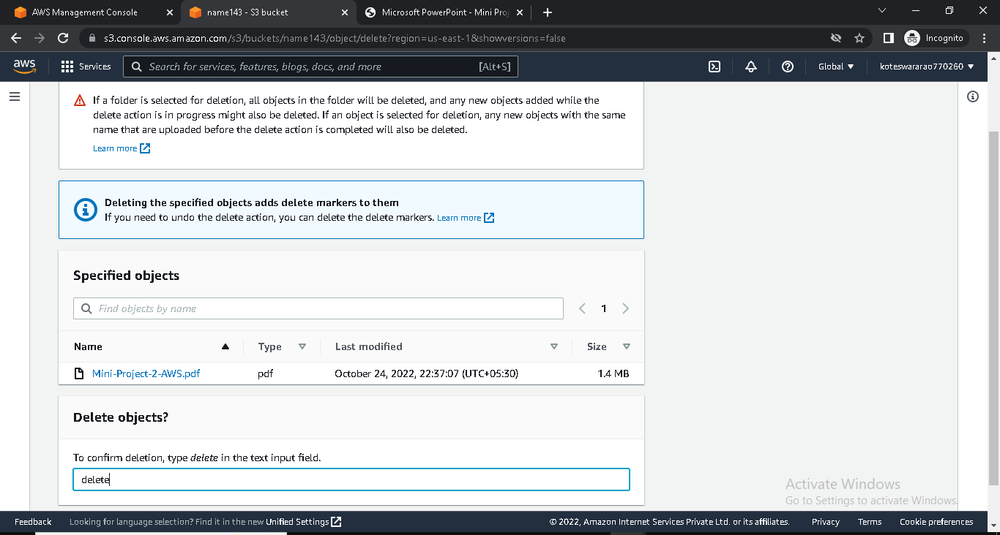 AWS Management Console
name143 - S3 bucket
Microsoft PowerPoint - Mini Proj
s3.console.aws.amazon.com/s3/buckets/name143/object/delete?region=us-east-1&showversions=false
Incognito
aws
Services
Search for services, features, blogs, docs, and more
[Alt+S]
Global
koteswararao770260
If a folder is selected for deletion, all objects in the folder will be deleted, and any new objects added while the
delete action is in progress might also be deleted. If an object is selected for deletion, any new objects with the same
name that are uploaded before the delete action is completed will also be deleted.
Learn more
Deleting the specified objects adds delete markers to them
If you need to undo the delete action, you can delete the delete markers. Learn more
Specified objects
Find objects by name
1
Name Type Last modified Size
Mini-Project-2-AWS.pdf pdf October 24, 2022, 22:37:07 (UTC+05:30) 1.4 MB
Delete objects?
To confirm deletion, type delete in the text input field.
delete
Activate Windows
Go to Settings to activate Windows.
Feedback Looking for language selection? Find it in the new Unified Settings © 2022, Amazon Internet Services Private Ltd. or its affiliates. Privacy Terms Cookie preferences